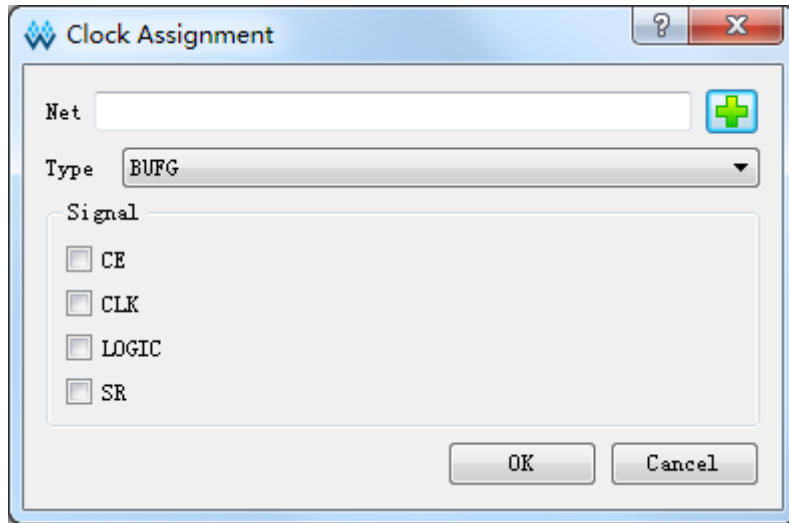 Clock Assignment
Net
Type BUFG
Signal
CE
CLK
LOGIC
SR
OK Cancel